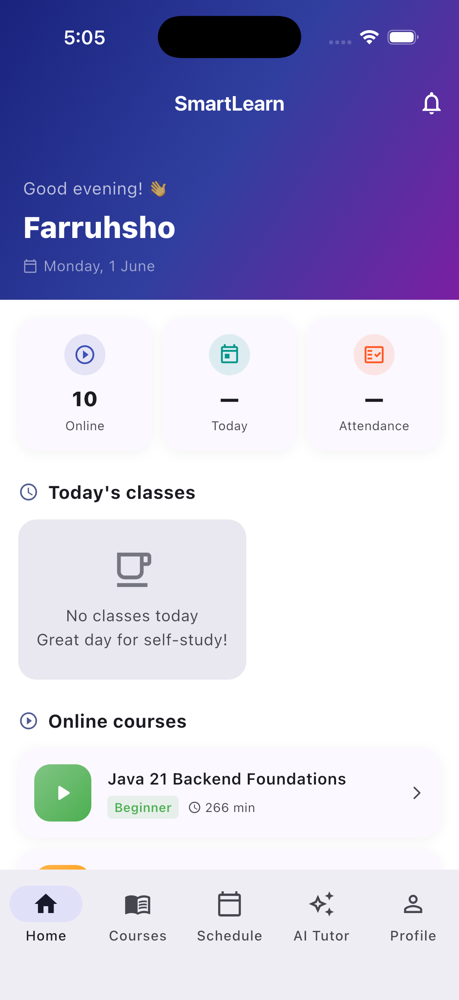 5:05
SmartLearn
Good evening! 👋
Farruhsho
Monday, 1 June
10
Online
—
Today
—
Attendance
Today's classes
No classes today
Great day for self-study!
Online courses
Java 21 Backend Foundations
Beginner
266 min
Home
Courses
Schedule
AI Tutor
Profile